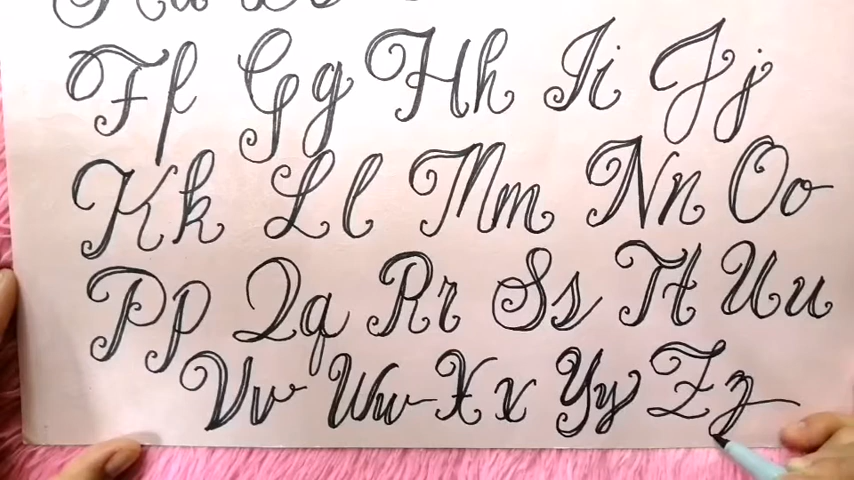 Ff Gg Hh Ii Jj
Kk Ll Mm Nn Oo
Pp Qq Rr Ss Tt Uu
Vv Ww Xx Yy Zz